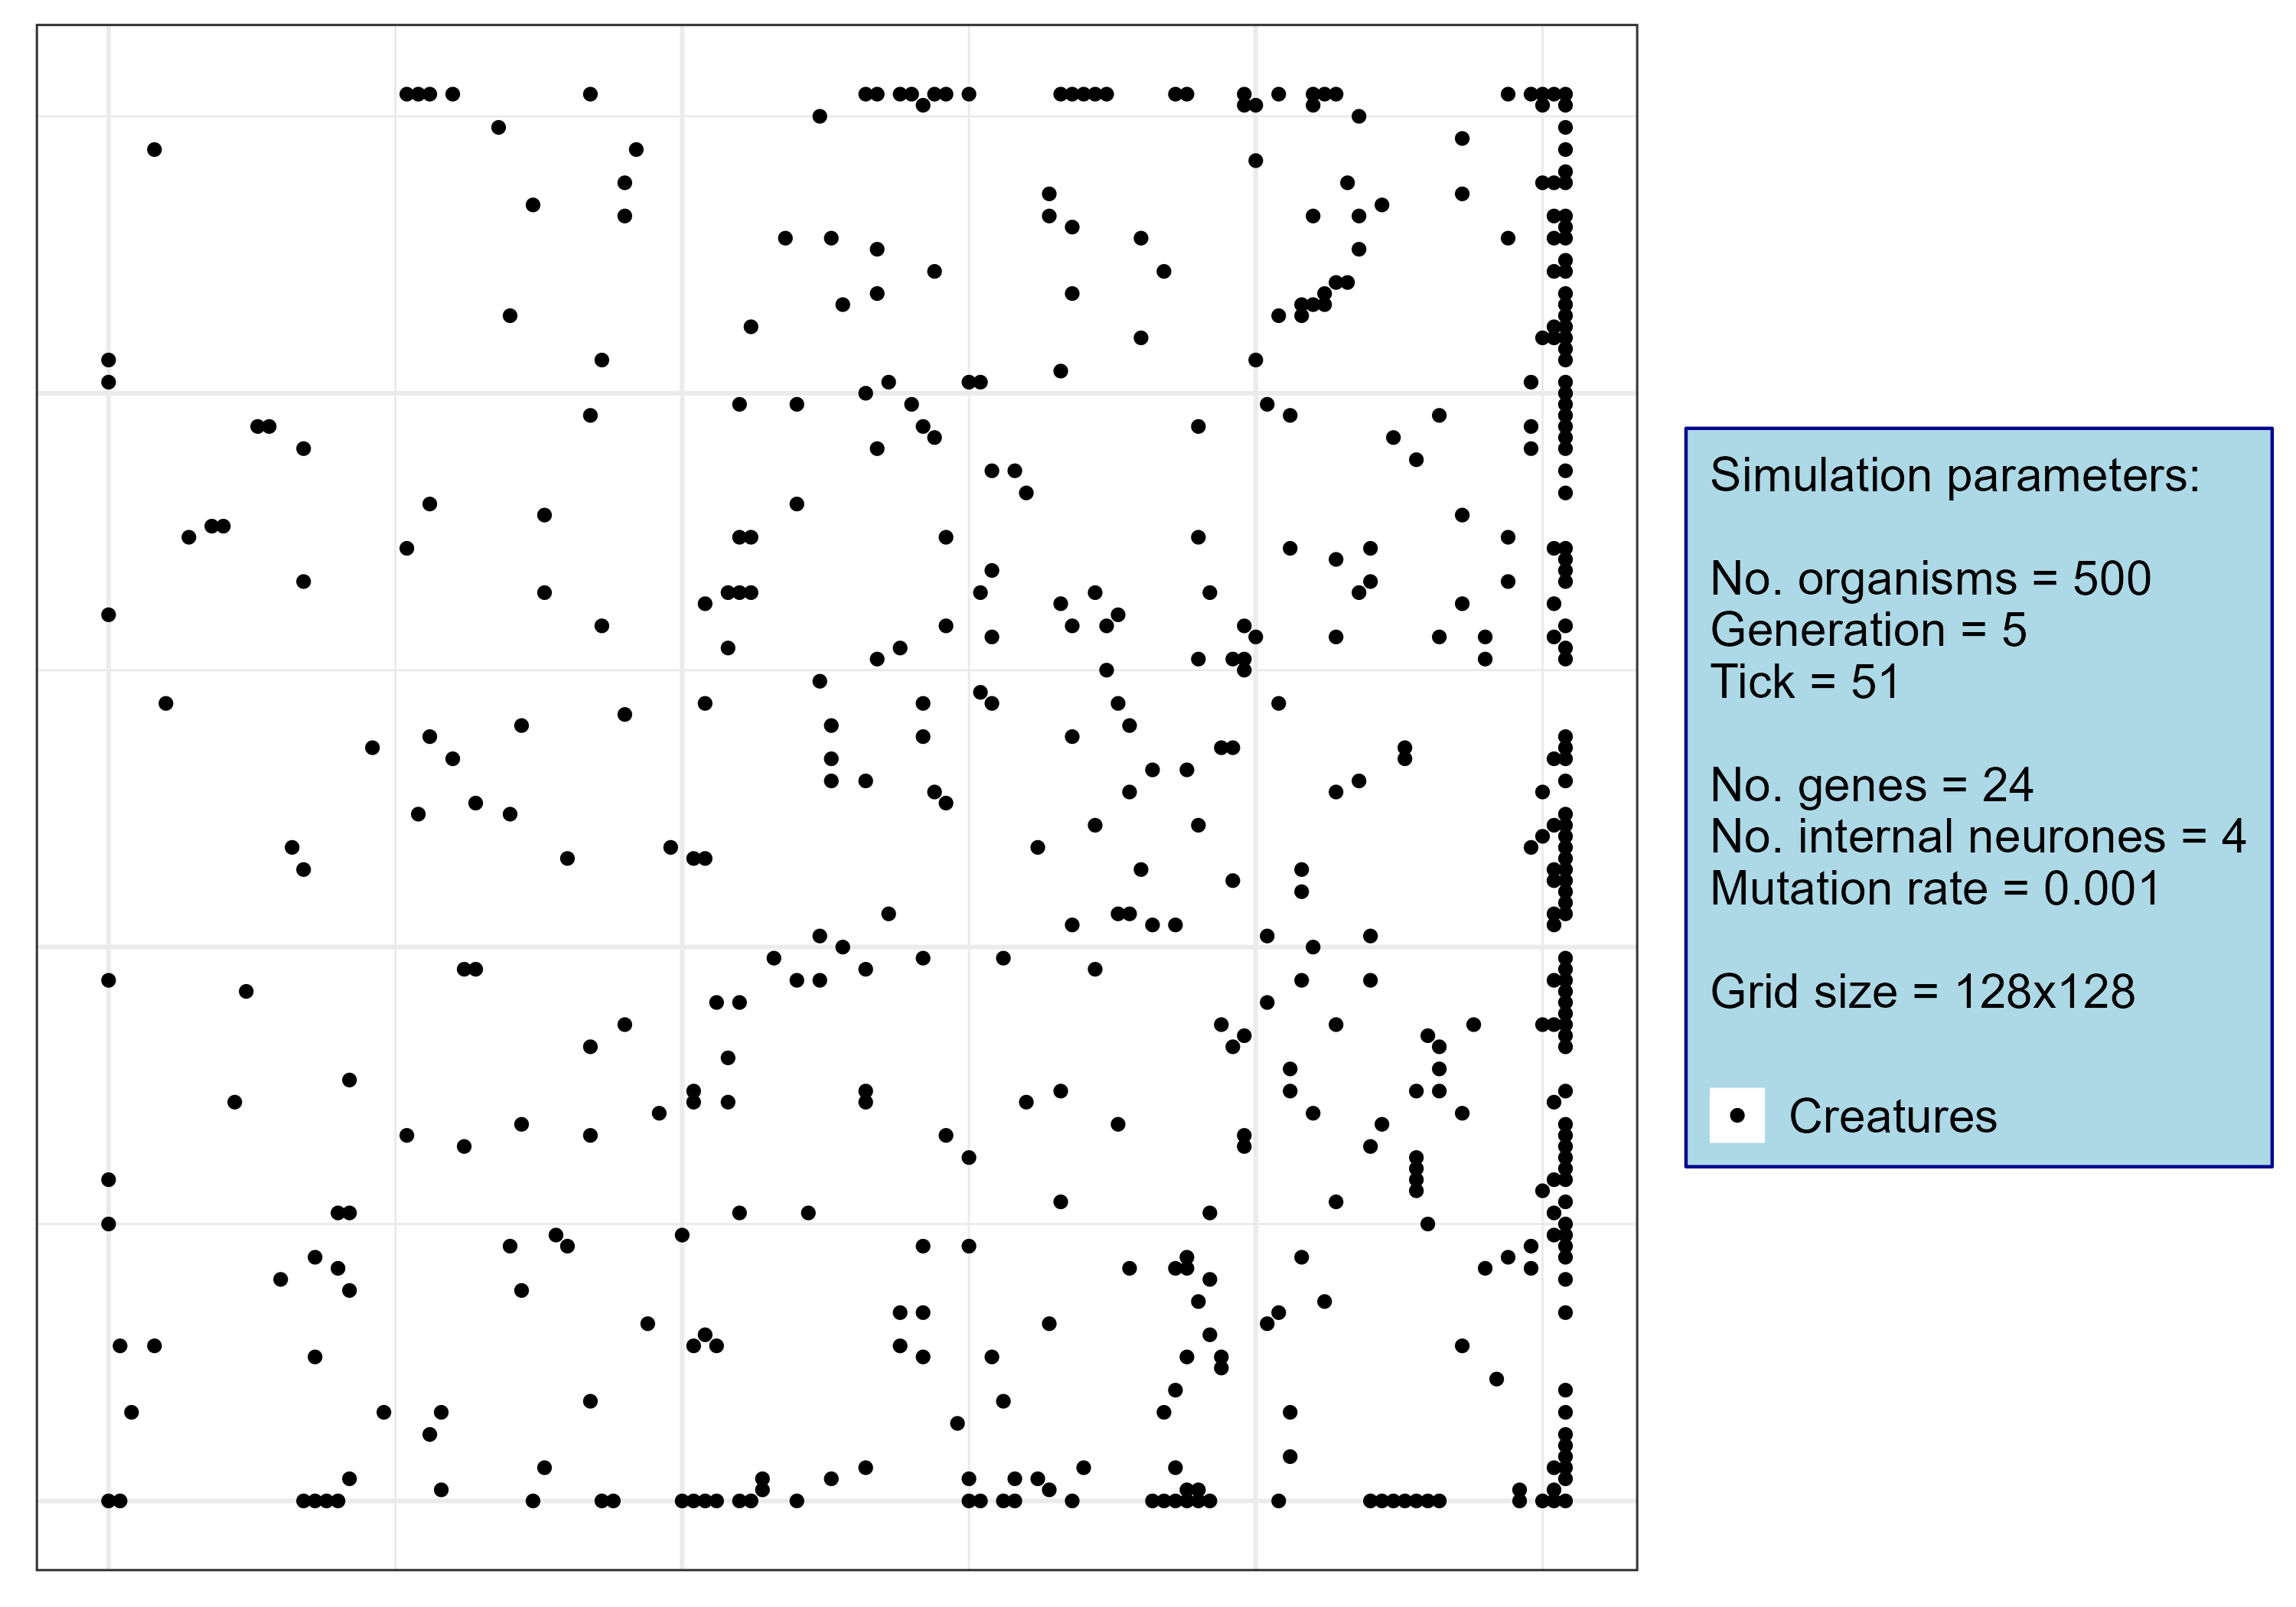 Simulation parameters:
No. organisms = 500
Generation = 5
Tick = 51
No. genes = 24
No. internal neurones = 4
Mutation rate = 0.001
Grid size = 128x128
Creatures